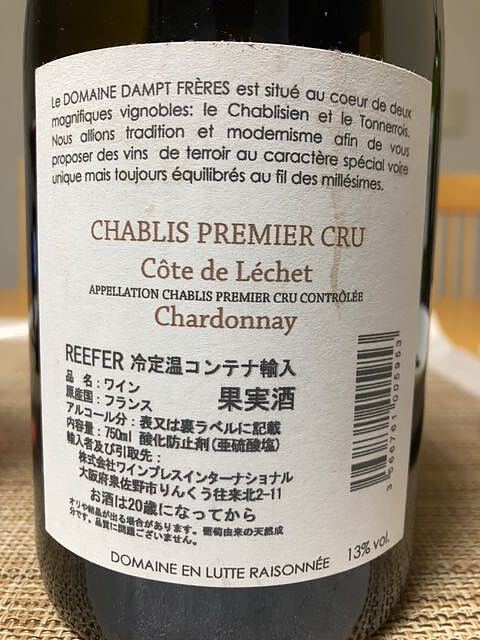 Le DOMAINE DAMPT FRÈRES est situé au coeur de deux
magnifiques vignobles: le Chablisien et le Tonnerrois.
Nous allions tradition et modernisme afin de vous
proposer des vins de terroir au caractère spécial voire
unique mais toujours équilibrés au fil des millésimes.
CHABLIS PREMIER CRU
Côte de Léchet
APPELLATION CHABLIS PREMIER CRU CONTRÔLÉE
Chardonnay
REEFER 冷定温コンテナ輸入
品 名：ワイン
果実酒
原産国：フランス
アルコール分：表又は裏ラベルに記載
内容量：750ml 酸化防止剤(亜硫酸塩)
輸入者及び引取先：
株式会社ワインプレスインターナショナル
大阪府泉佐野市りんくう往来北2-11
お酒は20歳になってから
オリや結晶が出る場合があります。葡萄由来の天然成
分です。品質に問題ございません。
3 566761 005953
DOMAINE EN LUTTE RAISONNÉE
13% vol.